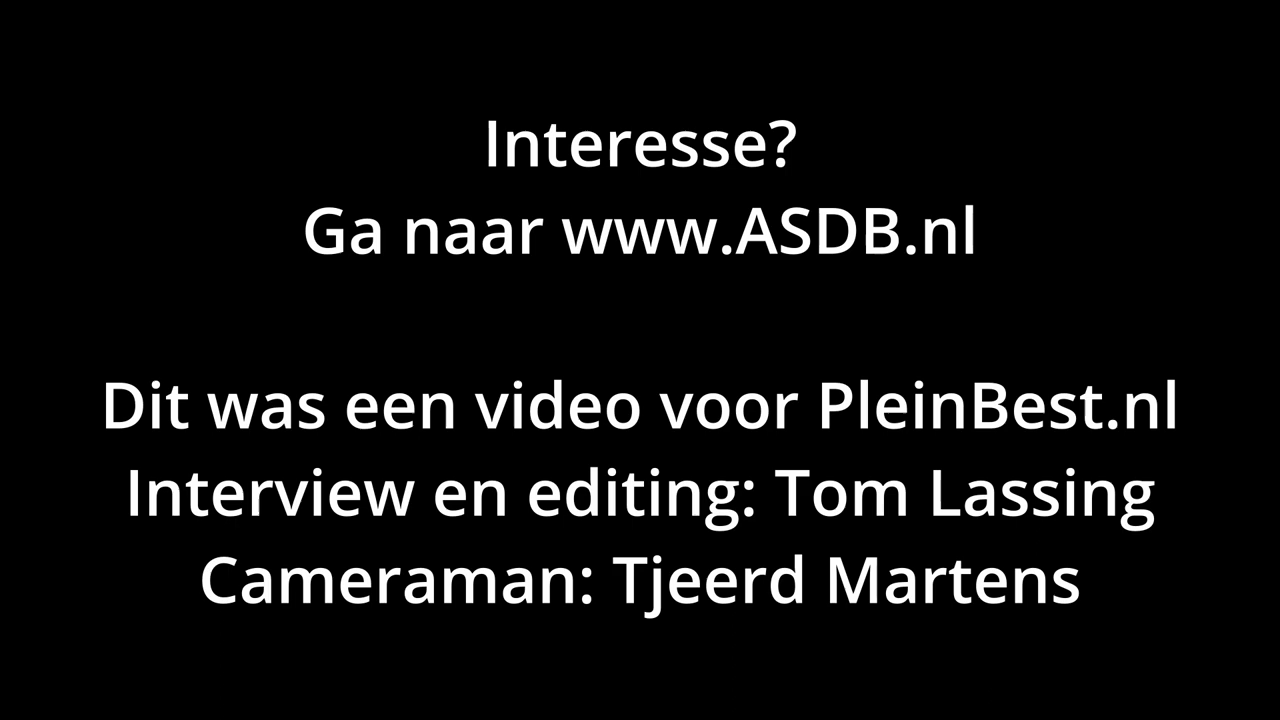 Interesse?
Ga naar www.ASDB.nl
Dit was een video voor PleinBest.nl
Interview en editing: Tom Lassing
Cameraman: Tjeerd Martens